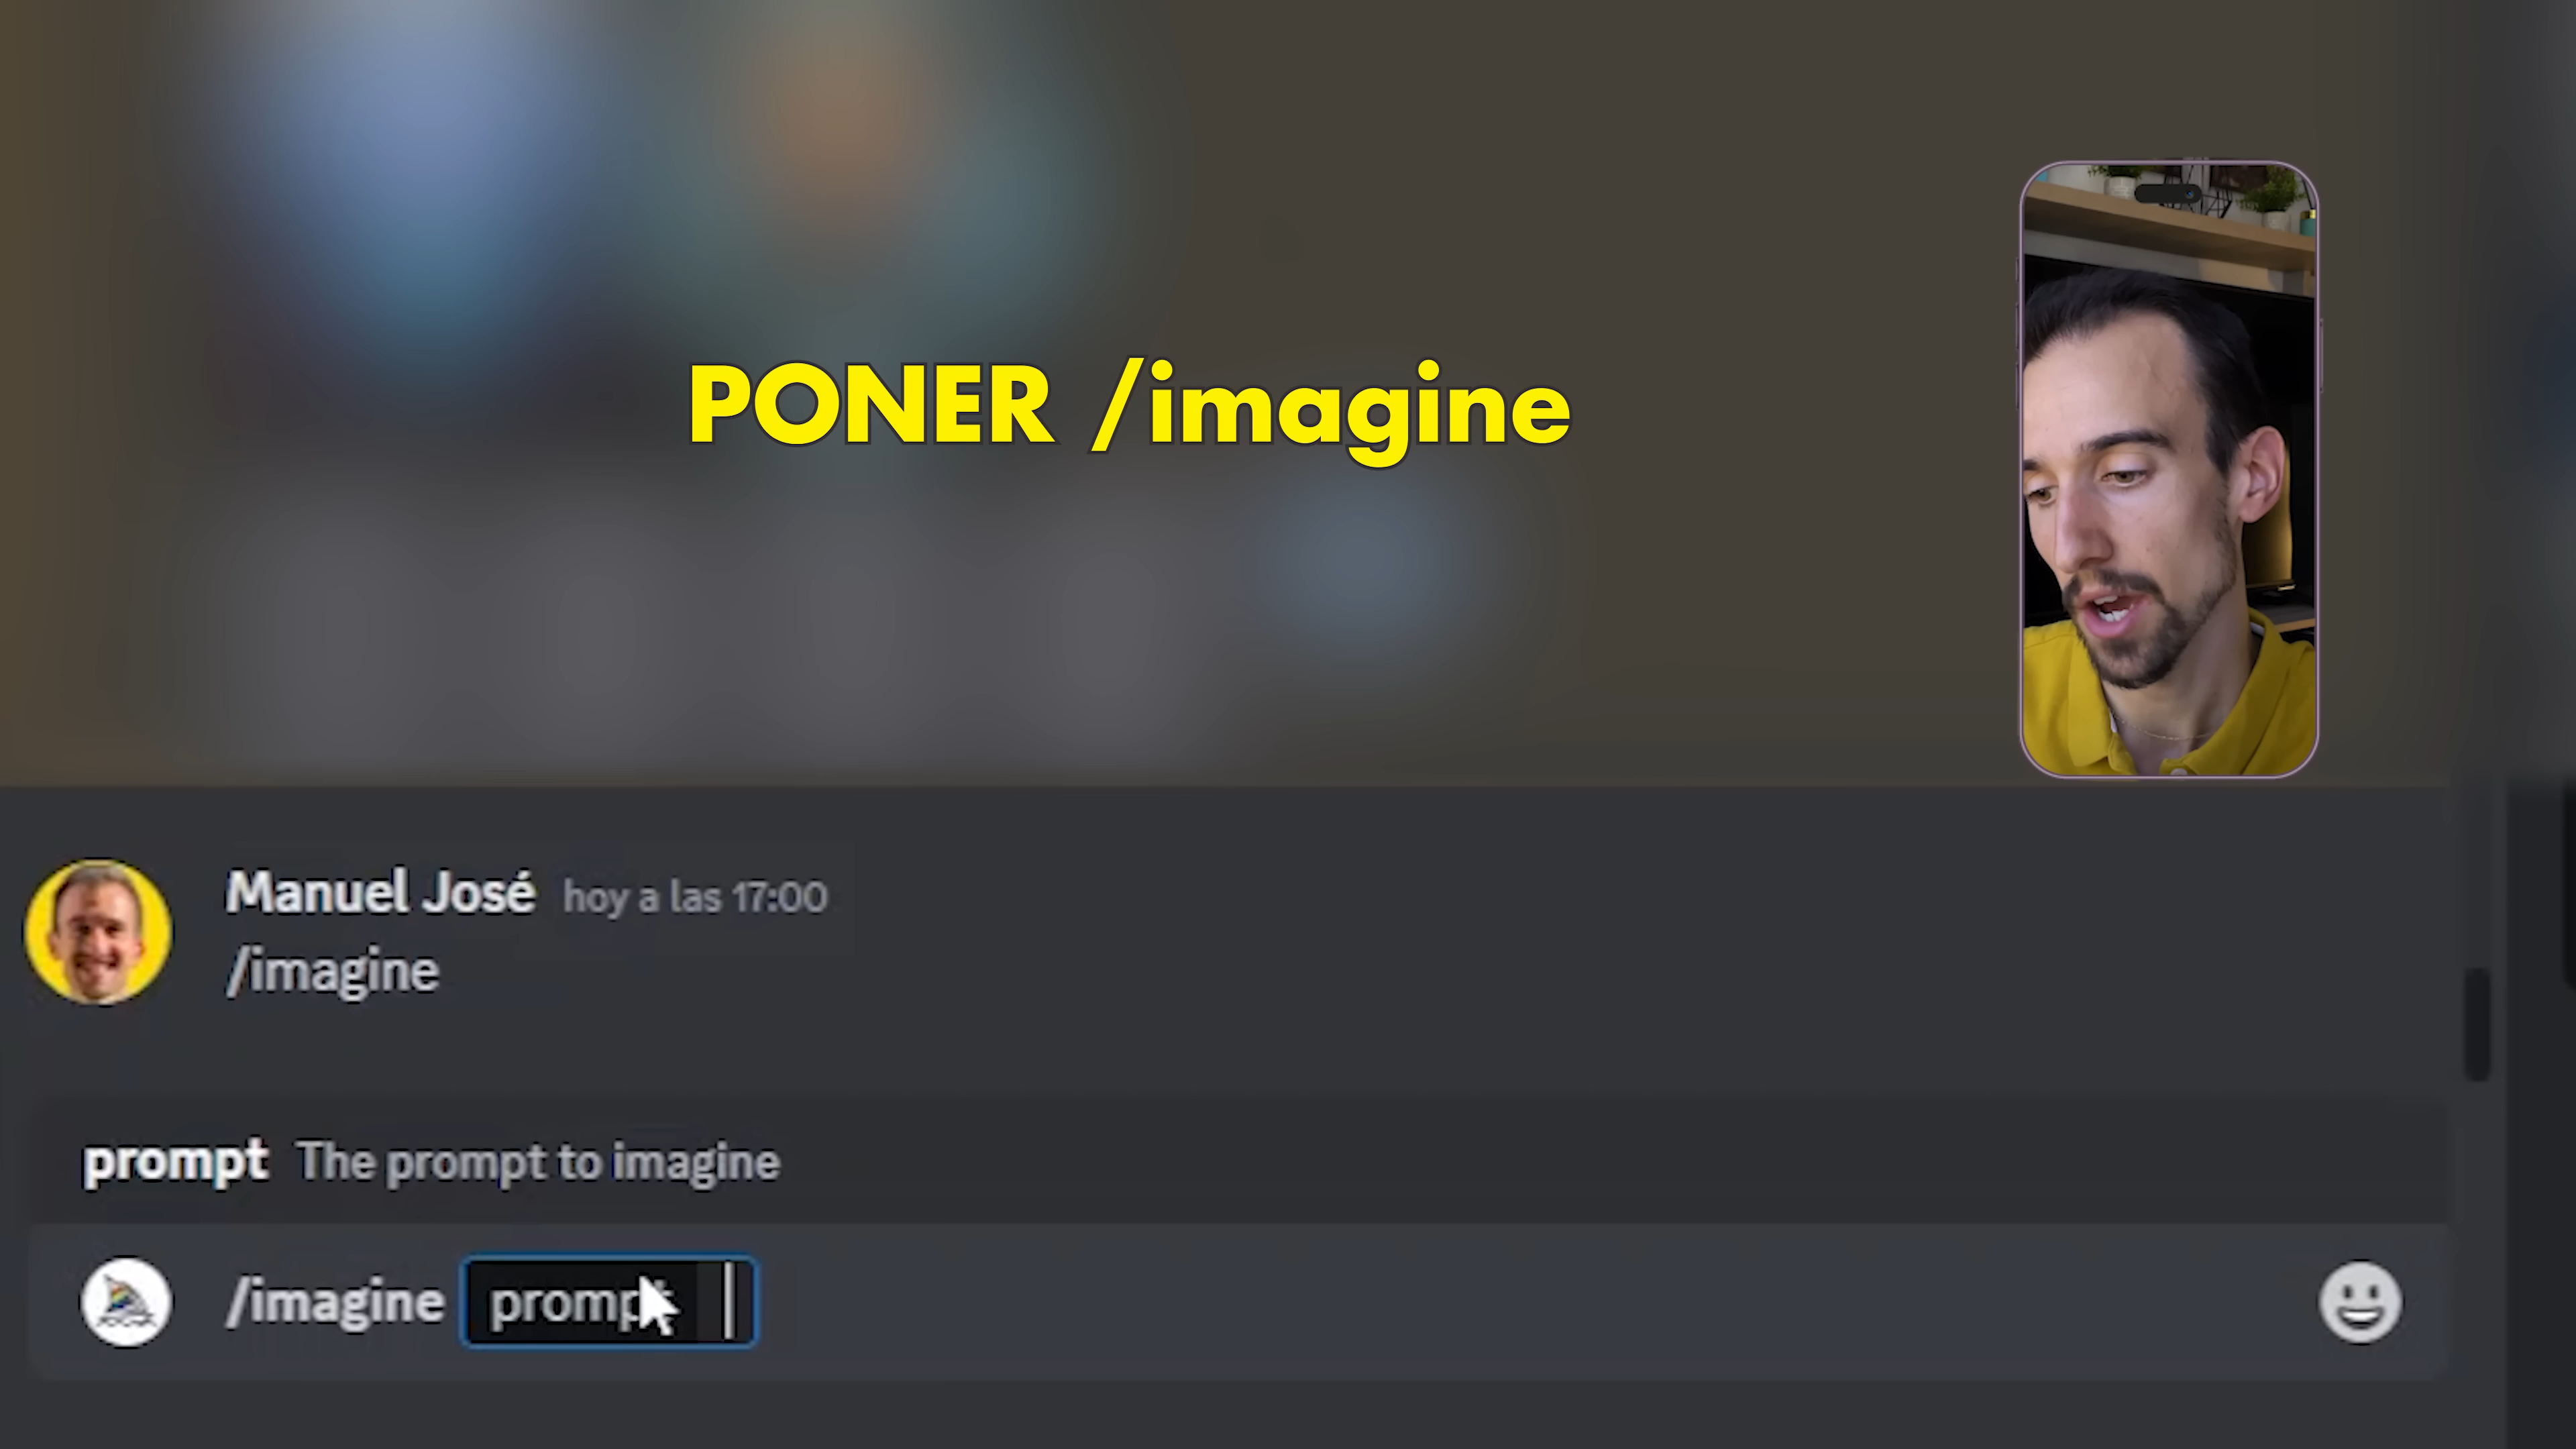 PONER /imagine
Manuel José hoy a las 17:00
/imagine
prompt The prompt to imagine
/imagine prompt